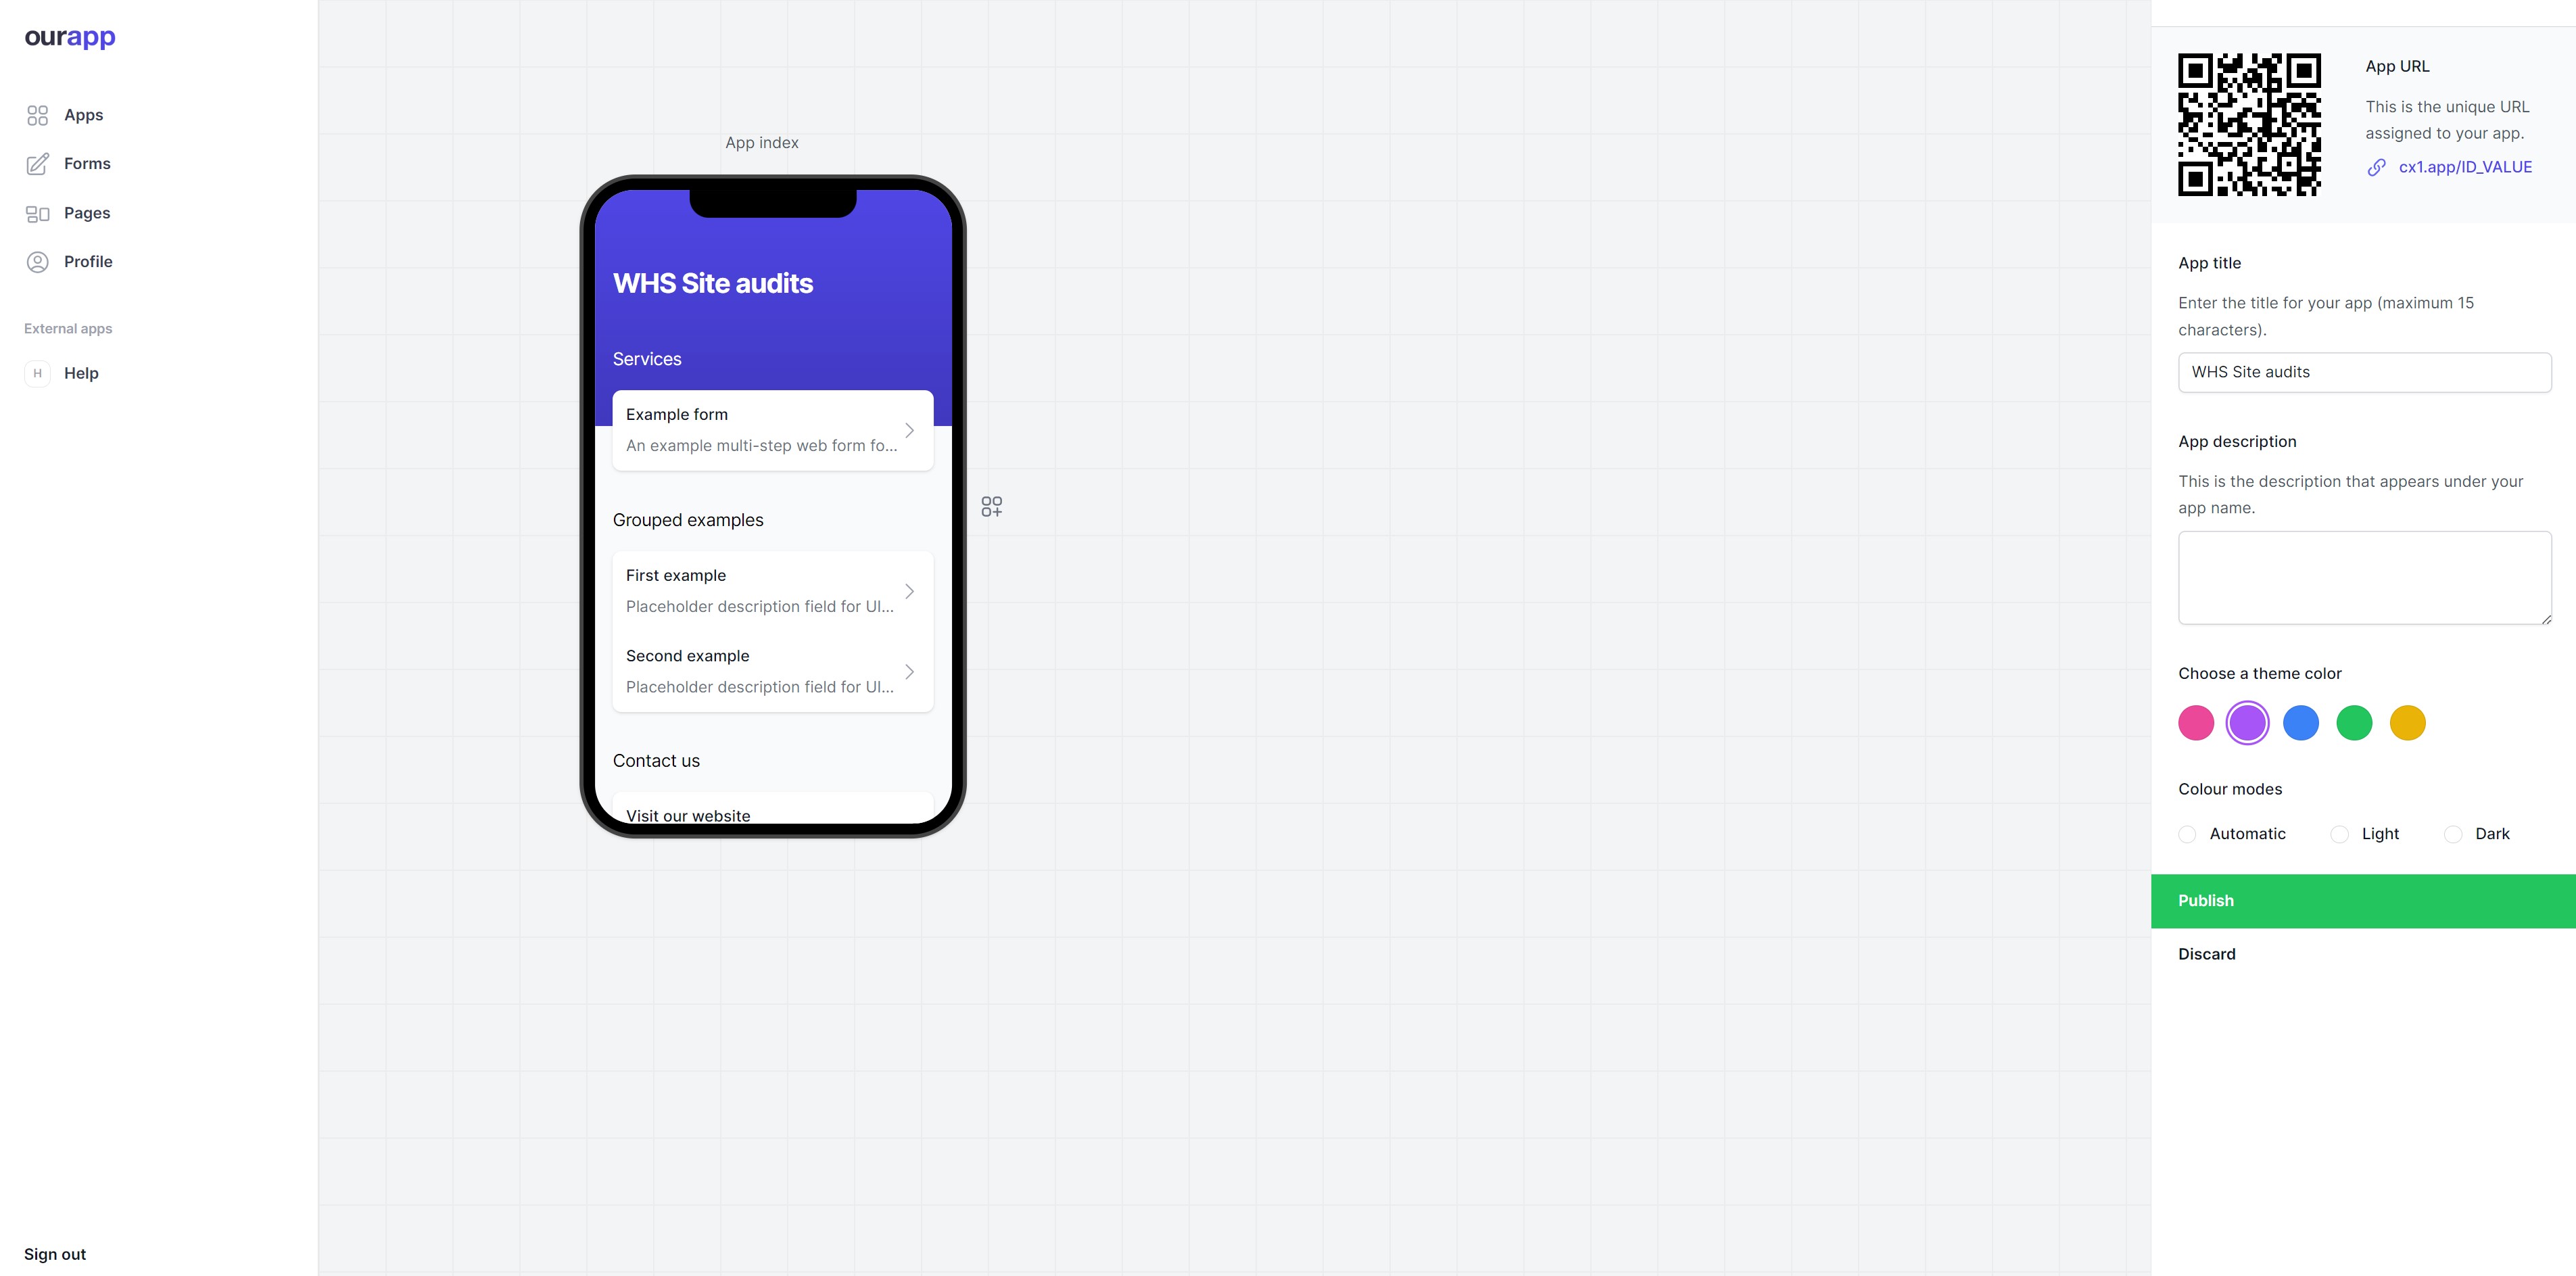 ourapp
Apps
Forms
Pages
Profile
External apps
H
Help
Sign out
App index
WHS Site audits
Services
Example form
An example multi-step web form fo...
Grouped examples
First example
Placeholder description field for UI...
Second example
Placeholder description field for UI...
Contact us
Visit our website
App URL
This is the unique URL
assigned to your app.
cx1.app/ID_VALUE
App title
Enter the title for your app (maximum 15
characters).
WHS Site audits
App description
This is the description that appears under your
app name.
Choose a theme color
Colour modes
Automatic
Light
Dark
Publish
Discard